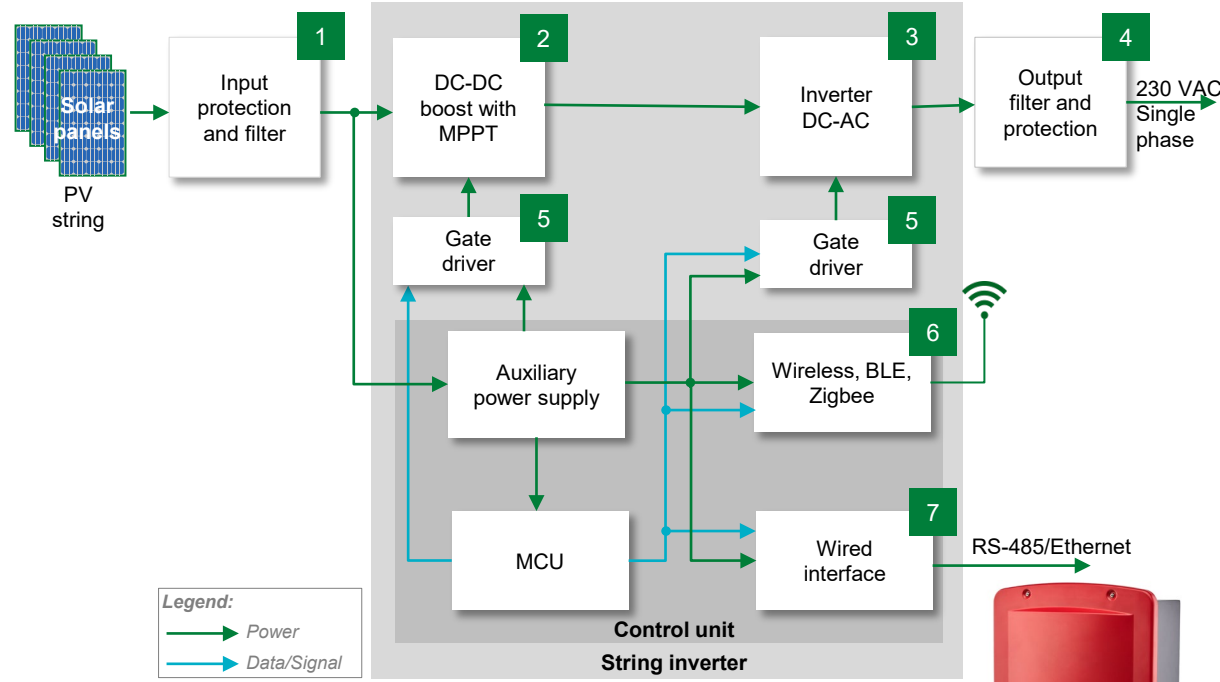 1
2
3
4
Solar
panels
PV
string
Input
protection
and filter
DC-DC
boost with
MPPT
Inverter
DC-AC
Output
filter and
protection
230 VAC
Single
phase
5
Gate
driver
5
Gate
driver
Auxiliary
power supply
6
Wireless, BLE,
Zigbee
MCU
7
Wired
interface
RS-485/Ethernet
Legend:
Power
Data/Signal
Control unit
String inverter